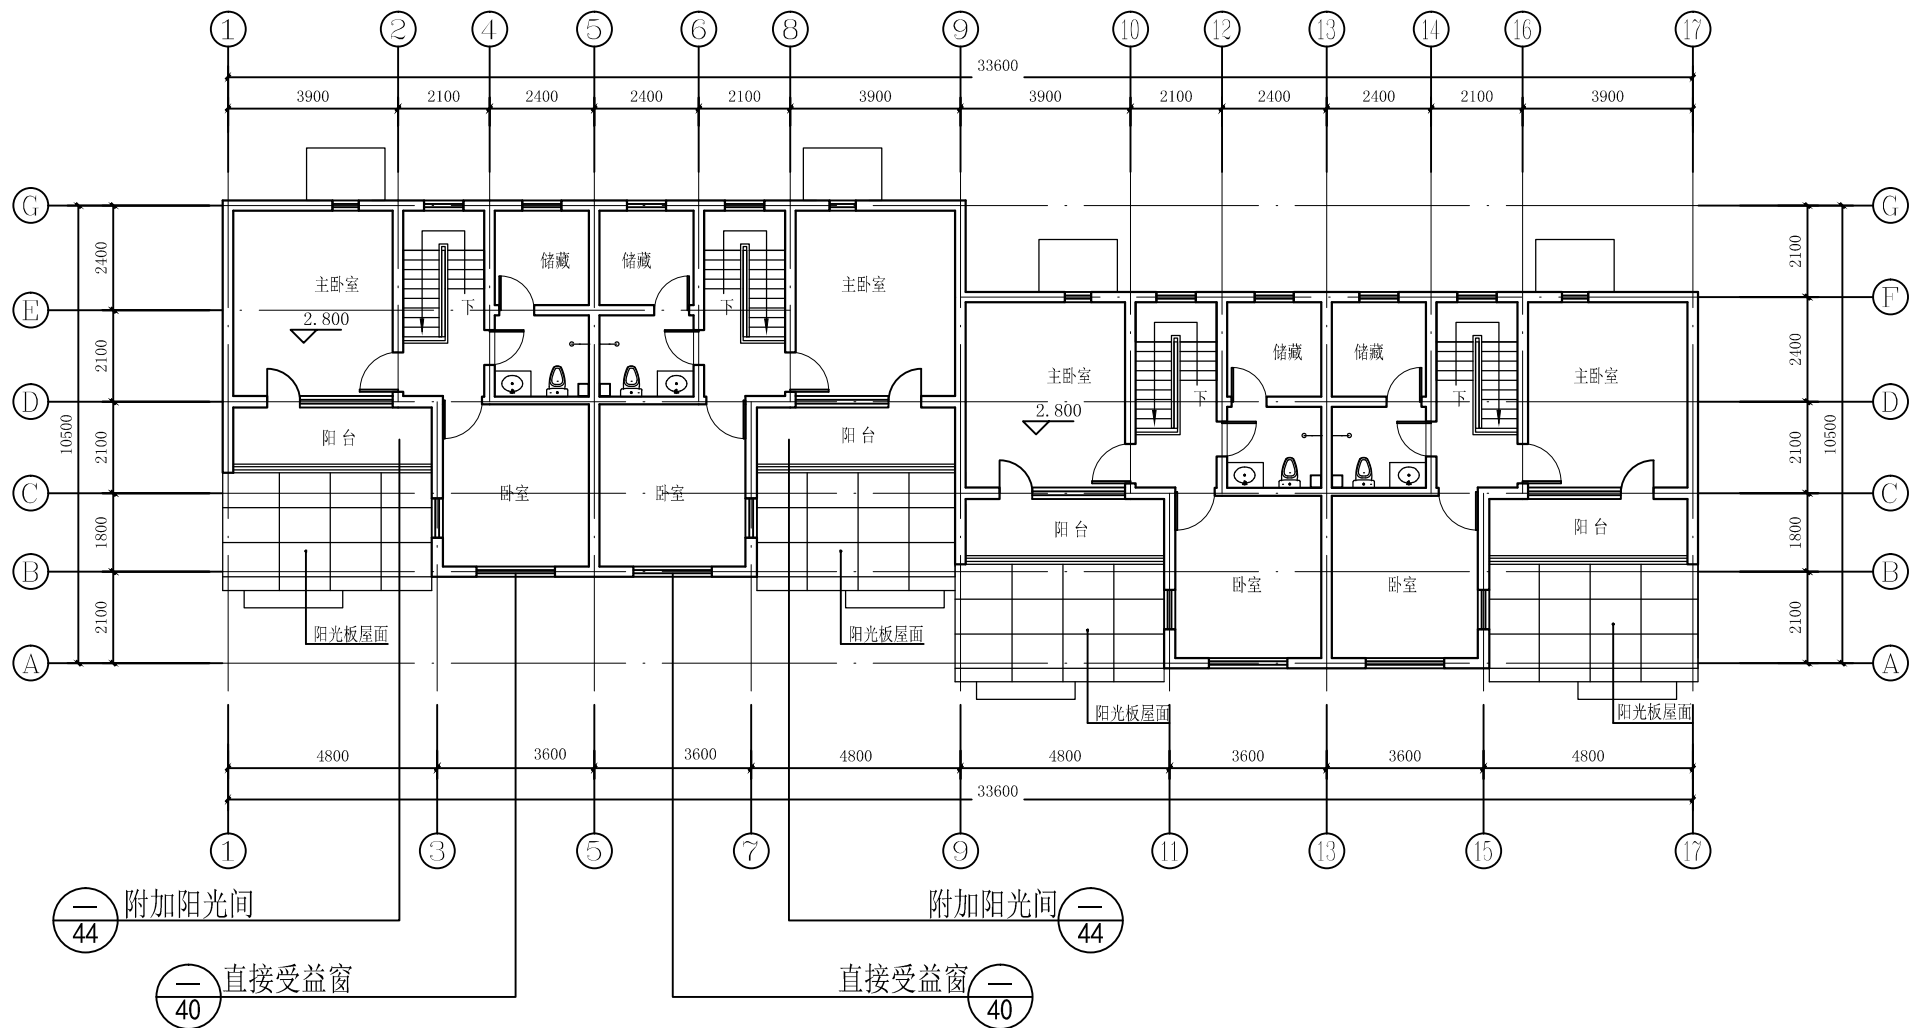 1 2 4 5 6 8 9 10 12 13 14 16 17
33600
3900 2100 2400 2400 2100 3900 3900 2100 2400 2400 2100 3900
G G
2400 2100
储藏 储藏
主卧室 主卧室
E F
下 下
2.800
2100 2400
储藏 储藏
主卧室 主卧室
下 下
D D
2.800
10500 10500
阳台 阳台
2100 2100
C C
卧室 卧室
阳台 阳台
1800 1800
B B
卧室 卧室
2100 2100
阳光板屋面 阳光板屋面
A A
阳光板屋面 阳光板屋面
4800 3600 3600 4800 4800 3600 3600 4800
33600
1 3 5 7 9 11 13 15 17
— 附加阳光间 附加阳光间 —
44 44
— 直接受益窗 直接受益窗 —
40 40